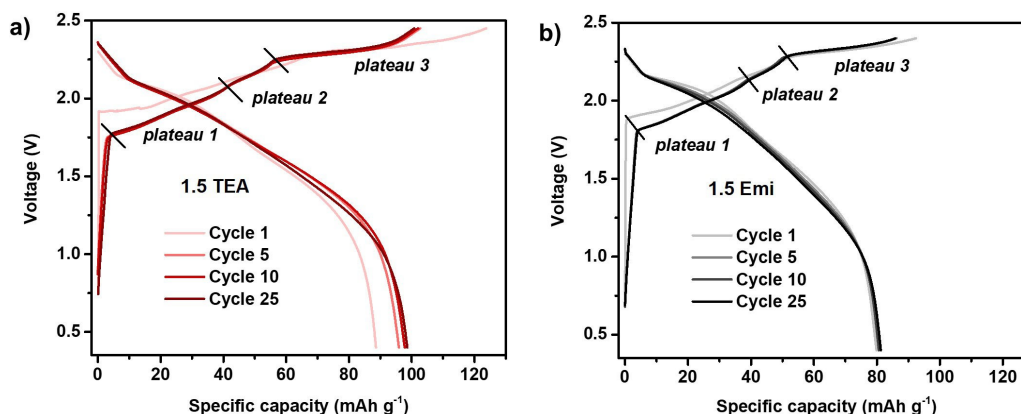 a)
2.5
2.0
1.5
1.0
0.5
Voltage (V)
plateau 1
plateau 2
plateau 3
1.5 TEA
Cycle 1
Cycle 5
Cycle 10
Cycle 25
0 20 40 60 80 100 120
Specific capacity (mAh g⁻¹)
b)
2.5
2.0
1.5
1.0
0.5
Voltage (V)
plateau 1
plateau 2
plateau 3
1.5 Emi
Cycle 1
Cycle 5
Cycle 10
Cycle 25
0 20 40 60 80 100 120
Specific capacity (mAh g⁻¹)